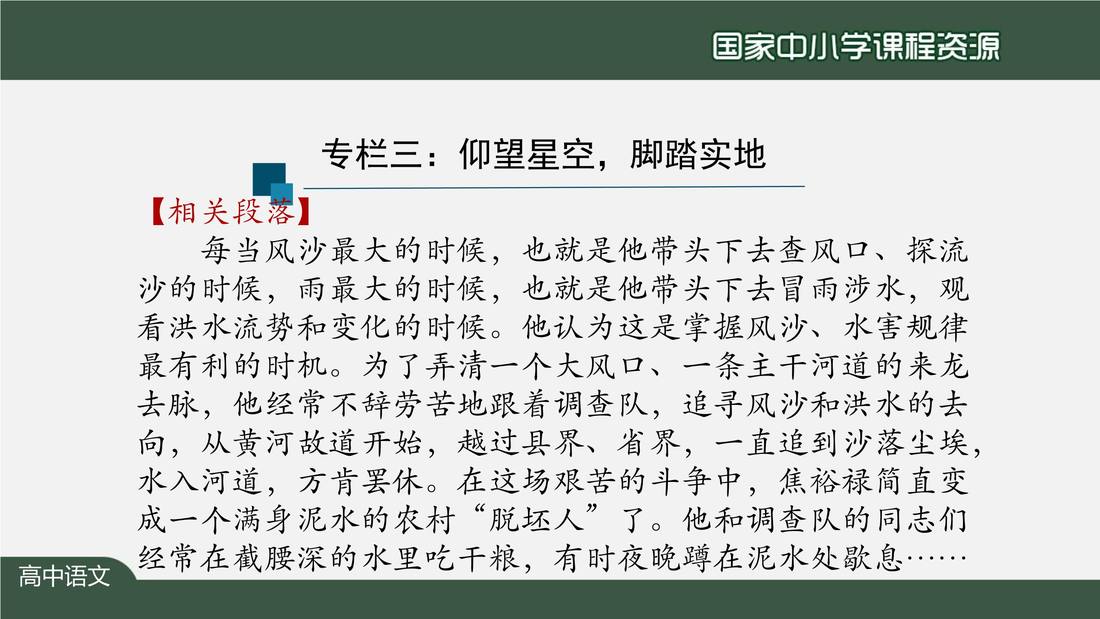 国家中小学课程资源
专栏三：仰望星空，脚踏实地
【相关段落】
每当风沙最大的时候，也就是他带头下去查风口、探流
沙的时候，雨最大的时候，也就是他带头下去冒雨涉水，观
看洪水流势和变化的时候。他认为这是掌握风沙、水害规律
最有利的时机。为了弄清一个大风口、一条主干河道的来龙
去脉，他经常不辞劳苦地跟着调查队，追寻风沙和洪水的去
向，从黄河故道开始，越过县界、省界，一直追到沙落尘埃，
水入河道，方肯罢休。在这场艰苦的斗争中，焦裕禄简直变
成一个满身泥水的农村“脱坯人”了。他和调查队的同志们
经常在截腰深的水里吃干粮，有时夜晚蹲在泥水处歇息……
高中语文